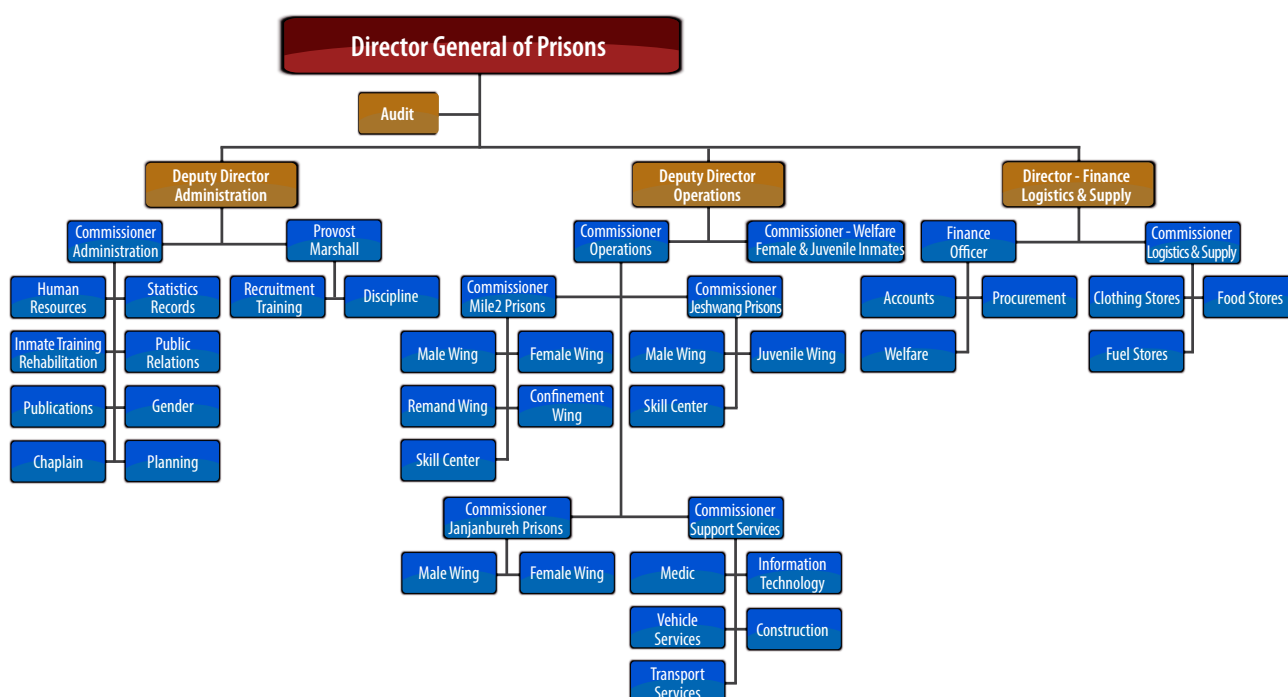 Director General of Prisons
Audit
Deputy Director
Administration
Deputy Director
Operations
Director - Finance
Logistics & Supply
Commissioner
Administration
Provost
Marshall
Commissioner
Operations
Commissioner - Welfare
Female & Juvenile Inmates
Finance
Officer
Commissioner
Logistics & Supply
Human
Resources
Statistics
Records
Recruitment
Training
Discipline
Commissioner
Mile2 Prisons
Commissioner
Jeshwang Prisons
Accounts
Procurement
Clothing Stores
Food Stores
Inmate Training
Rehabilitation
Public
Relations
Male Wing
Female Wing
Male Wing
Juvenile Wing
Welfare
Fuel Stores
Publications
Gender
Remand Wing
Confinement
Wing
Skill Center
Chaplain
Planning
Skill Center
Commissioner
Janjanbureh Prisons
Commissioner
Support Services
Male Wing
Female Wing
Medic
Information
Technology
Vehicle
Services
Construction
Transport
Services